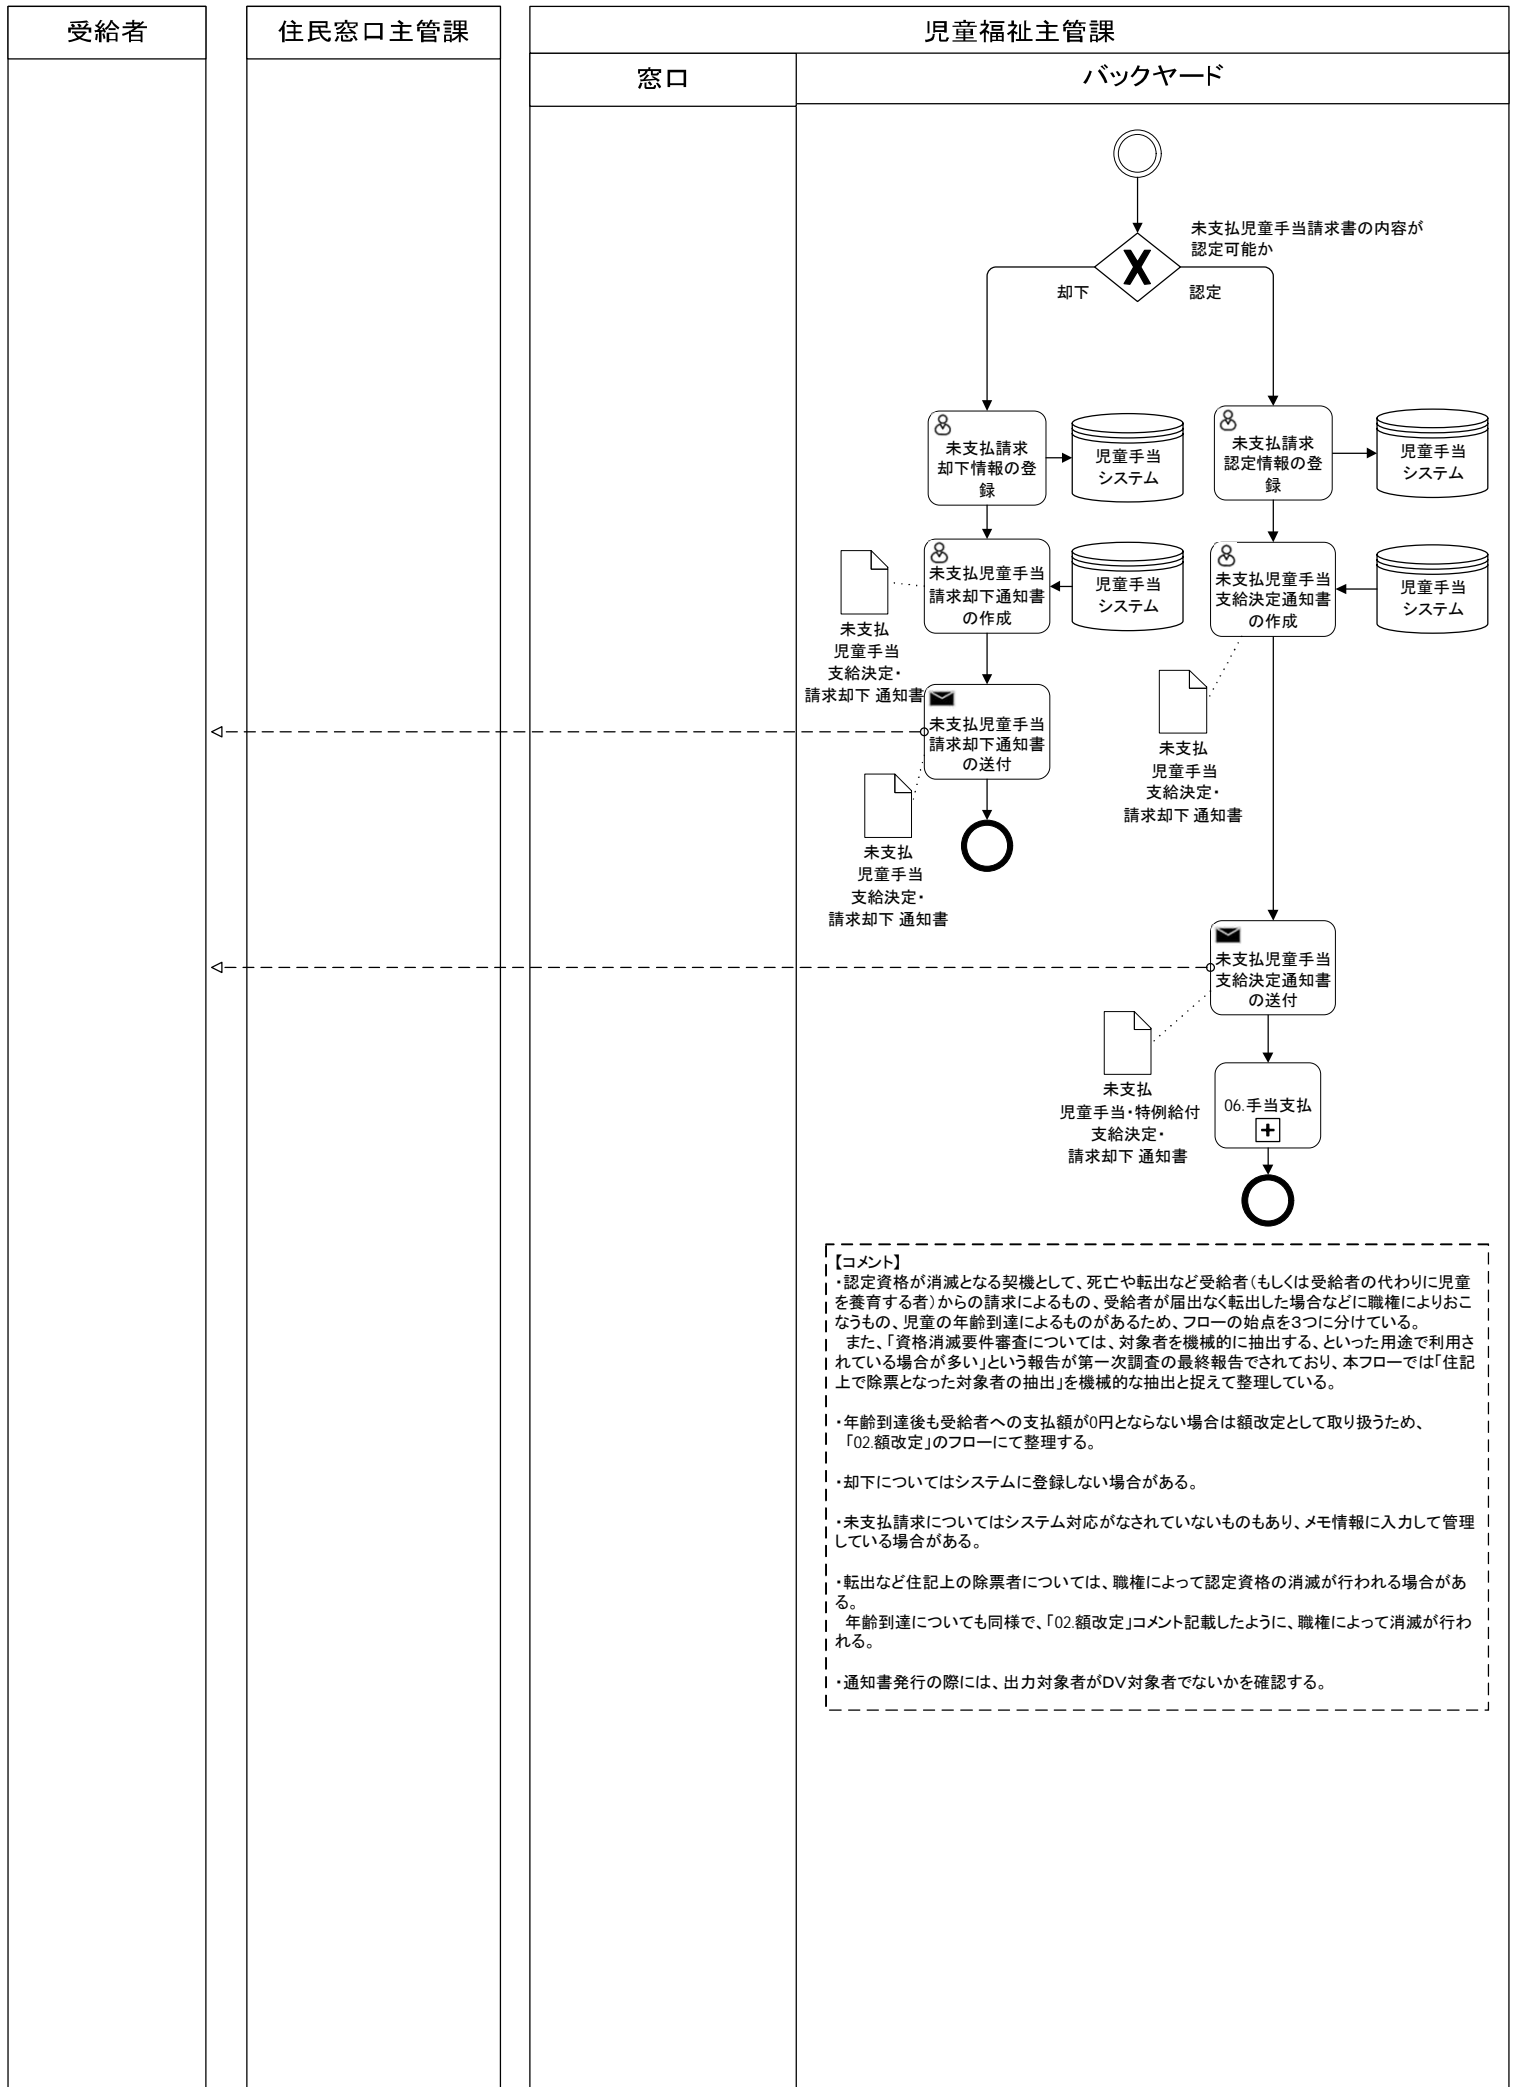 受給者
住民窓口主管課
児童福祉主管課
窓口
バックヤード
未支払児童手当請求書の内容が
認定可能か
却下
認定
未支払請求
却下情報の登
録
児童手当
システム
未支払請求
認定情報の登
録
児童手当
システム
未支払児童手当
請求却下通知書
の作成
児童手当
システム
未支払児童手当
支給決定通知書
の作成
児童手当
システム
未支払
児童手当
支給決定・
請求却下 通知書
未支払児童手当
請求却下通知書
の送付
未支払
児童手当
支給決定・
請求却下 通知書
未支払
児童手当
支給決定・
請求却下 通知書
未支払児童手当
支給決定通知書
の送付
未支払
児童手当・特例給付
支給決定・
請求却下 通知書
06.手当支払
【コメント】
・認定資格が消滅となる契機として、死亡や転出など受給者(もしくは受給者の代わりに児童
を養育する者)からの請求によるもの、受給者が届出なく転出した場合などに職権によりおこ
なうもの、児童の年齢到達によるものがあるため、フローの始点を3つに分けている。
また、「資格消滅要件審査については、対象者を機械的に抽出する、といった用途で利用さ
れている場合が多い」という報告が第一次調査の最終報告でされており、本フローでは「住記
上で除票となった対象者の抽出」を機械的な抽出と捉えて整理している。
・年齢到達後も受給者への支払額が0円とならない場合は額改定として取り扱うため、
「02.額改定」のフローにて整理する。
・却下についてはシステムに登録しない場合がある。
・未支払請求についてはシステム対応がなされていないものもあり、メモ情報に入力して管理
している場合がある。
・転出など住記上の除票者については、職権によって認定資格の消滅が行われる場合があ
る。
年齢到達についても同様で、「02.額改定」コメント記載したように、職権によって消滅が行わ
れる。
・通知書発行の際には、出力対象者がDV対象者でないかを確認する。